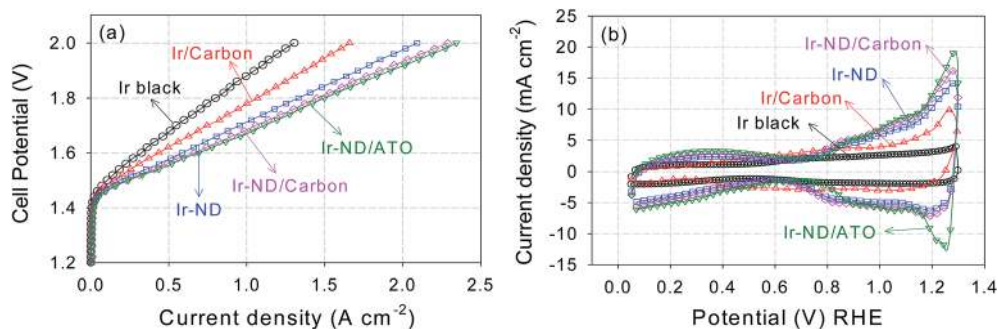 (a)
Cell Potential (V)
2.0
1.8
1.6
1.4
1.2
Ir/Carbon
Ir black
Ir-ND/ATO
Ir-ND/Carbon
Ir-ND
0.0 0.5 1.0 1.5 2.0 2.5
Current density (A cm⁻²)
(b)
Current density (mA cm⁻²)
25
20
15
10
5
0
-5
-10
-15
Ir-ND/Carbon
Ir-ND
Ir/Carbon
Ir black
Ir-ND/ATO
0.0 0.2 0.4 0.6 0.8 1.0 1.2 1.4
Potential (V) RHE